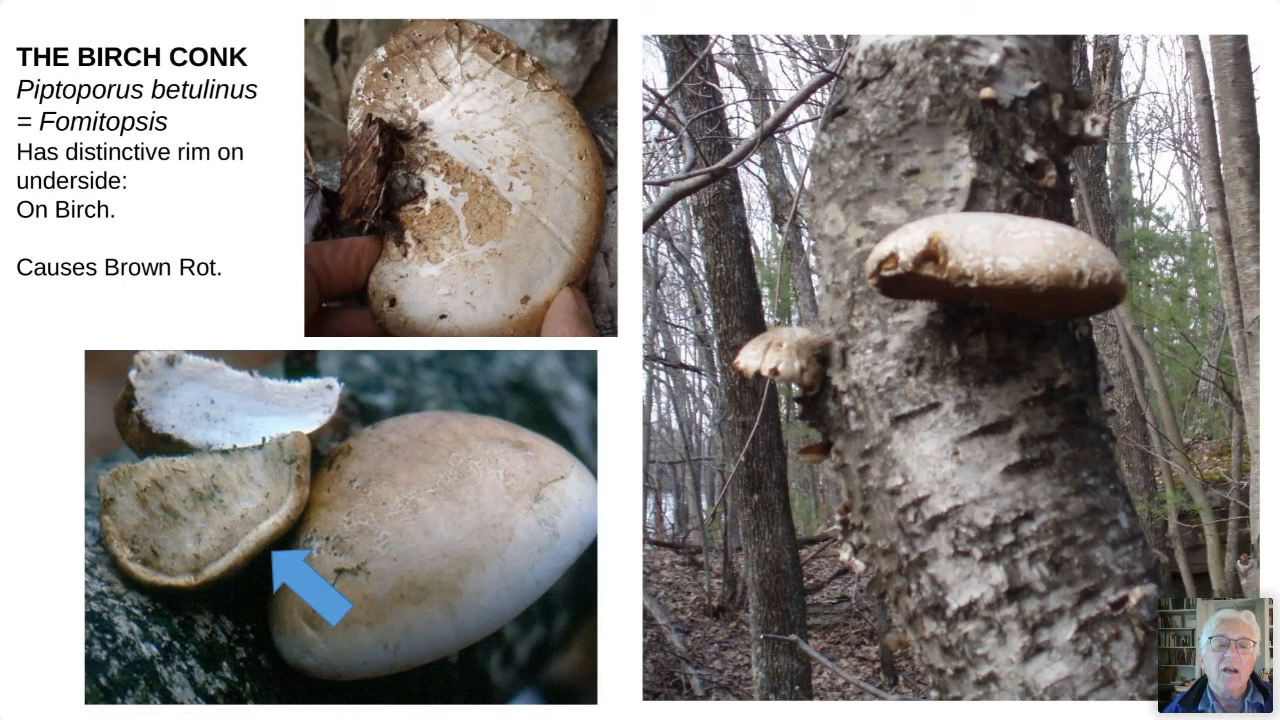 THE BIRCH CONK
Piptoporus betulinus
= Fomitopsis
Has distinctive rim on
underside:
On Birch.
Causes Brown Rot.